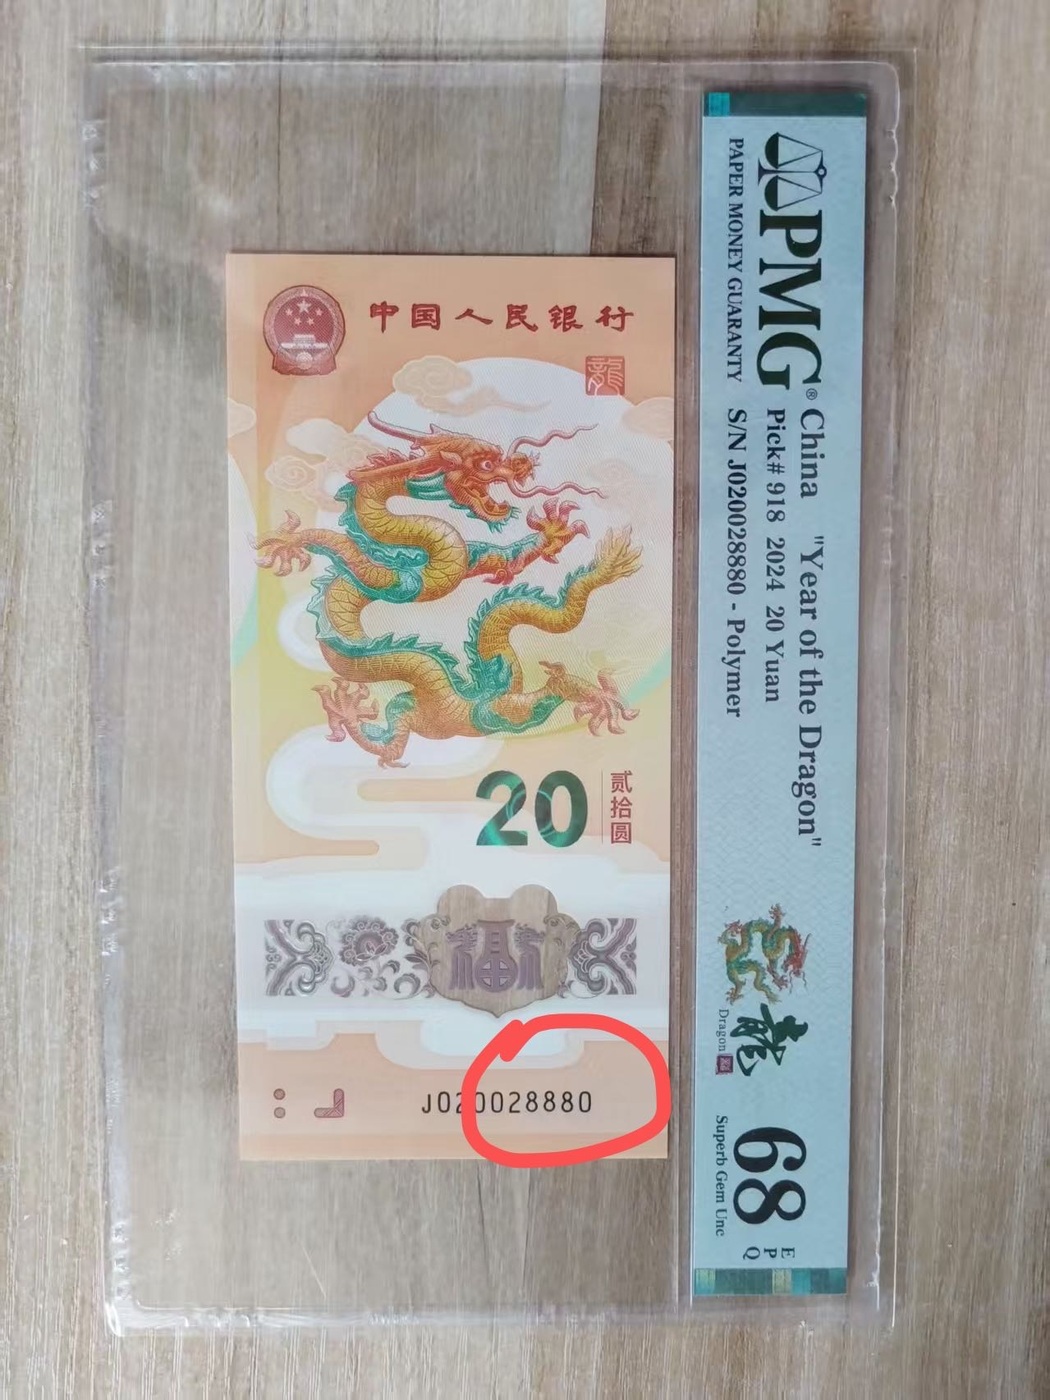 中国人民银行
龍
20
贰拾圆
福
J020028880
PMG®
PAPER MONEY GUARANTY
China "Year of the Dragon"
Pick# 918 2024 20 Yuan
S/N J020028880 - Polymer
龍
Dragon
68
EPQ
Superb Gem Unc